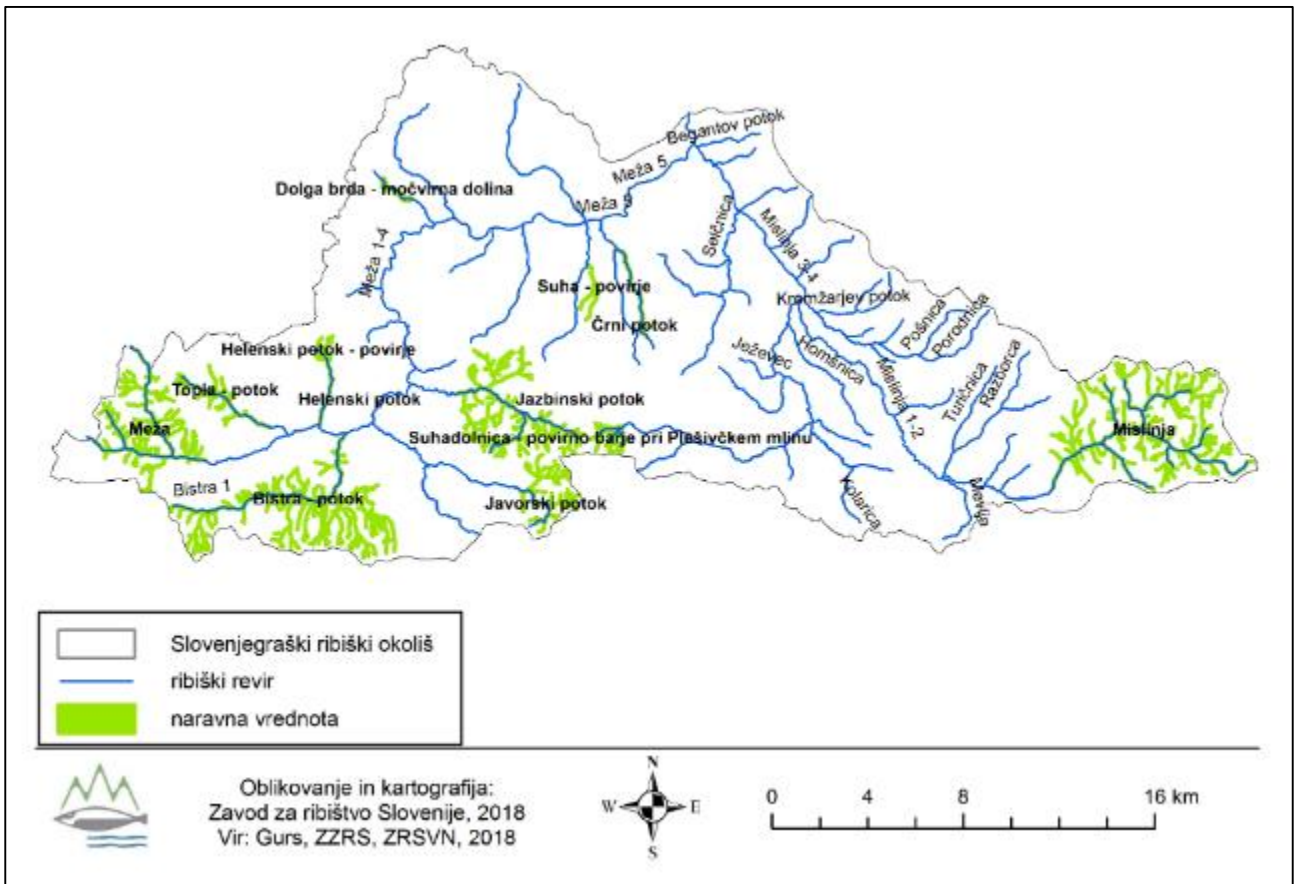 Begantov potok
Meža 5
Dolga brda - močvirna dolina
Meža 5
Selčnica
Mislinja 3-4
Meža 1-4
Suha - povirje
Kromžarjev potok
Črni potok
Pošnica
Porodnica
Helenski potok - povirje
Ježevec
Homšnica
Topla - potok
Mislinja 1-2
Turičnica
Razborca
Helenski potok
Jazbinski potok
Meža
Suhadolnica - povirno barje pri Plešivčkem mlinu
Mislinja
Bistra 1
Bistra - potok
Javorski potok
Kolarica
Mevlja
Slovenjegraški ribiški okoliš
ribiški revir
naravna vrednota
Oblikovanje in kartografija:
Zavod za ribištvo Slovenije, 2018
Vir: Gurs, ZZRS, ZRSVN, 2018
N
W E
S
0 4 8 16 km